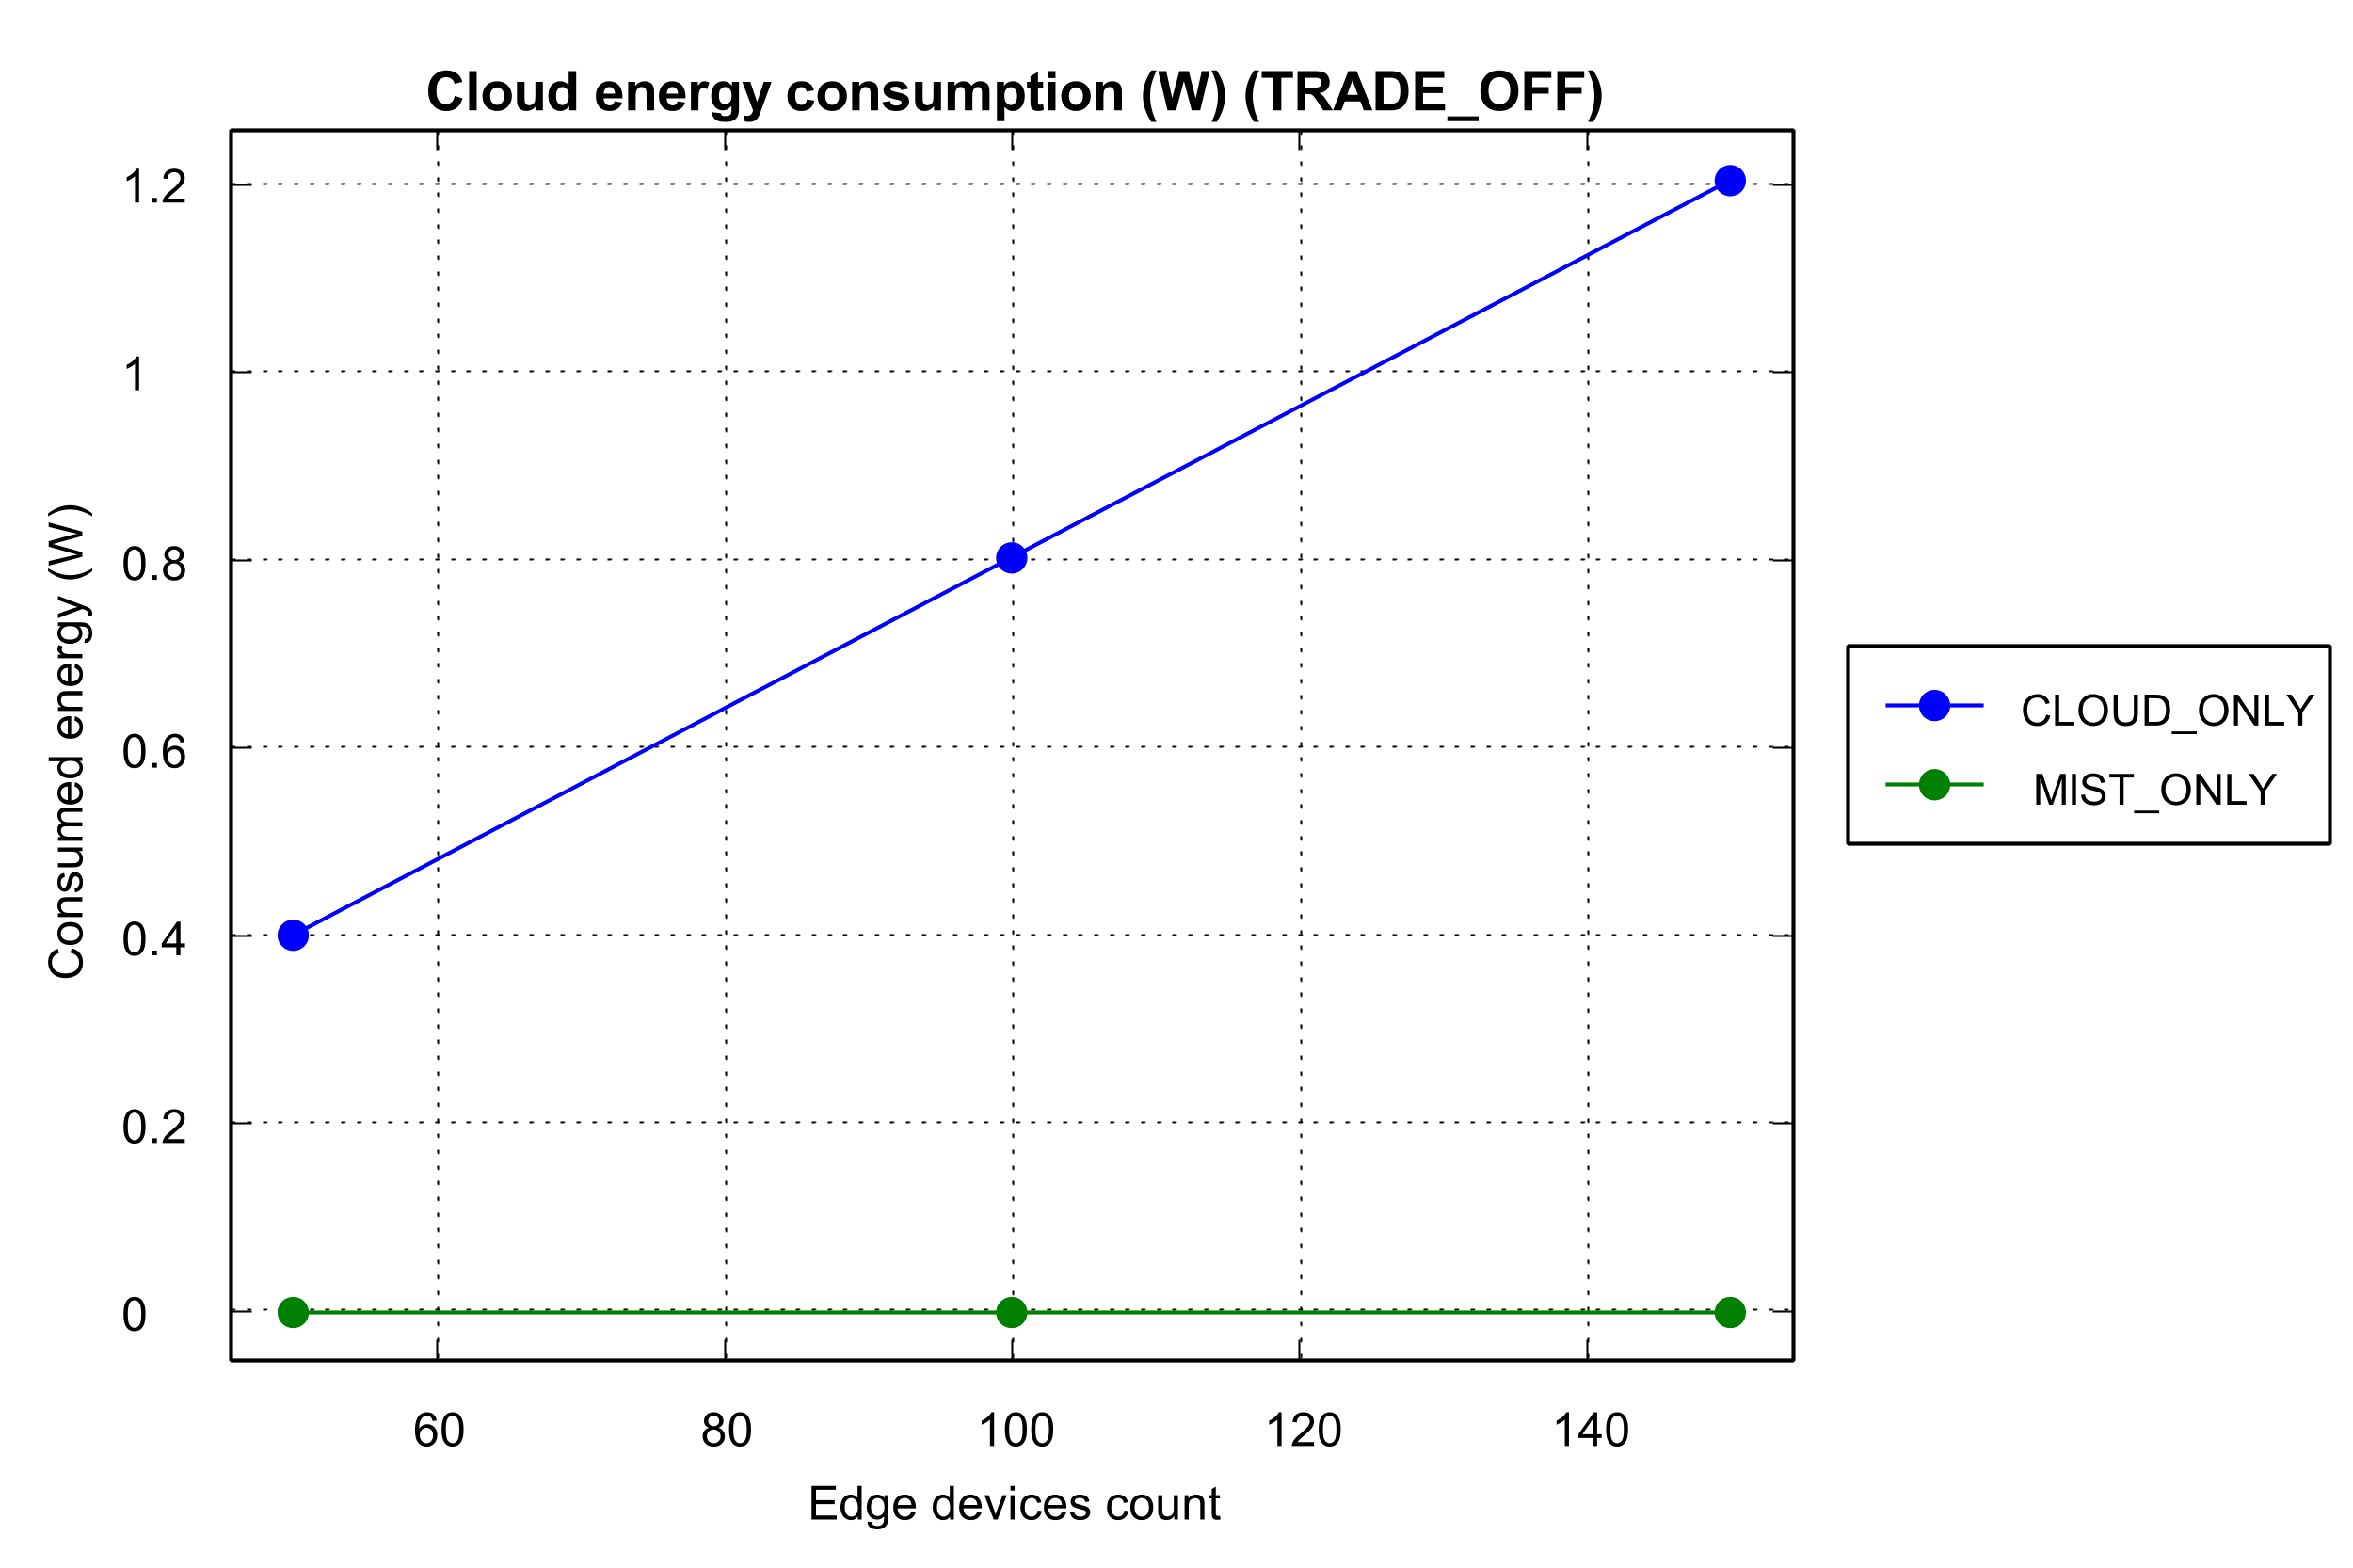 Cloud energy consumption (W) (TRADE_OFF)
Consumed energy (W)
1.2
1
0.8
0.6
0.4
0.2
0
60 80 100 120 140
Edge devices count
CLOUD_ONLY
MIST_ONLY